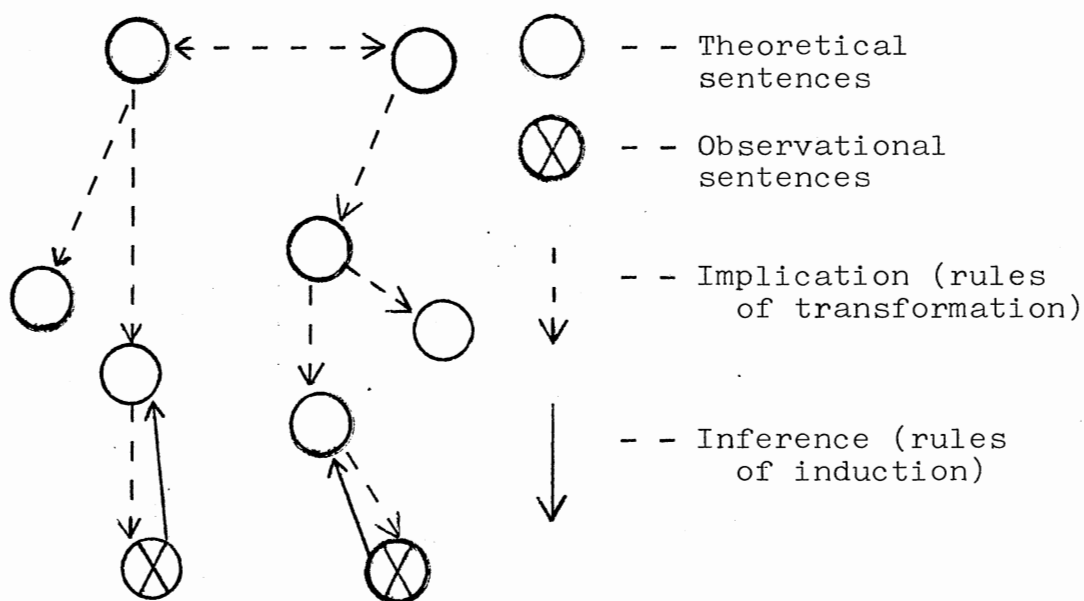 - - Theoretical
sentences
- - Observational
sentences
- - Implication (rules
of transformation)
- - Inference (rules
of induction)